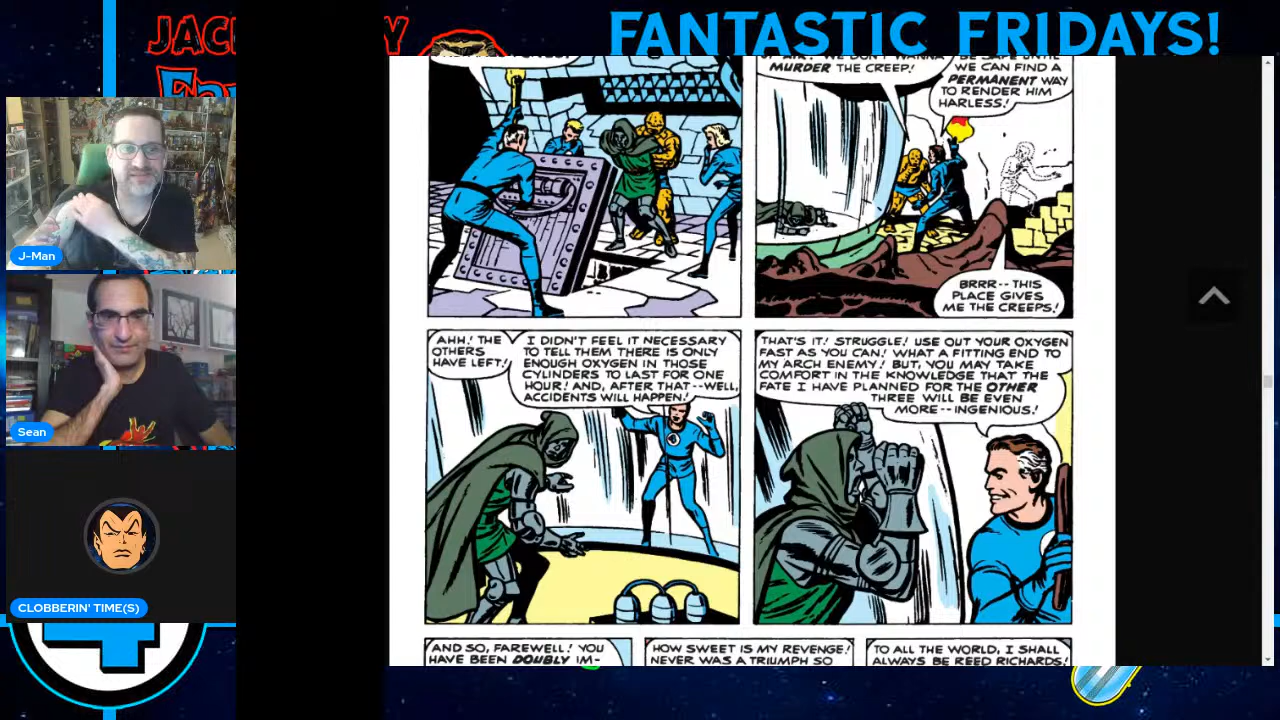 FANTASTIC FRIDAYS!
J-Man
Sean
CLOBBERIN' TIME(S)
MURDER THE CREEP!
WE CAN FIND A
PERMANENT WAY
TO RENDER HIM
HARLESS!
BRRR-- THIS
PLACE GIVES
ME THE CREEPS!
AHH! THE
OTHERS
HAVE LEFT!
I DIDN'T FEEL IT NECESSARY
TO TELL THEM THERE IS ONLY
ENOUGH OXYGEN IN THOSE
CYLINDERS TO LAST FOR ONE
HOUR! AND, AFTER THAT--WELL,
ACCIDENTS WILL HAPPEN!
THAT'S IT! STRUGGLE! USE OUT YOUR OXYGEN
FAST AS YOU CAN! WHAT A FITTING END TO
MY ARCH ENEMY! BUT, YOU MAY TAKE
COMFORT IN THE KNOWLEDGE THAT THE
FATE I HAVE PLANNED FOR THE OTHER
THREE WILL BE EVEN
MORE--INGENIOUS!
AND SO, FAREWELL! YOU
HAVE BEEN DOUBLY IM-
HOW SWEET IS MY REVENGE!
NEVER WAS A TRIUMPH SO
TO ALL THE WORLD, I SHALL
ALWAYS BE REED RICHARDS!